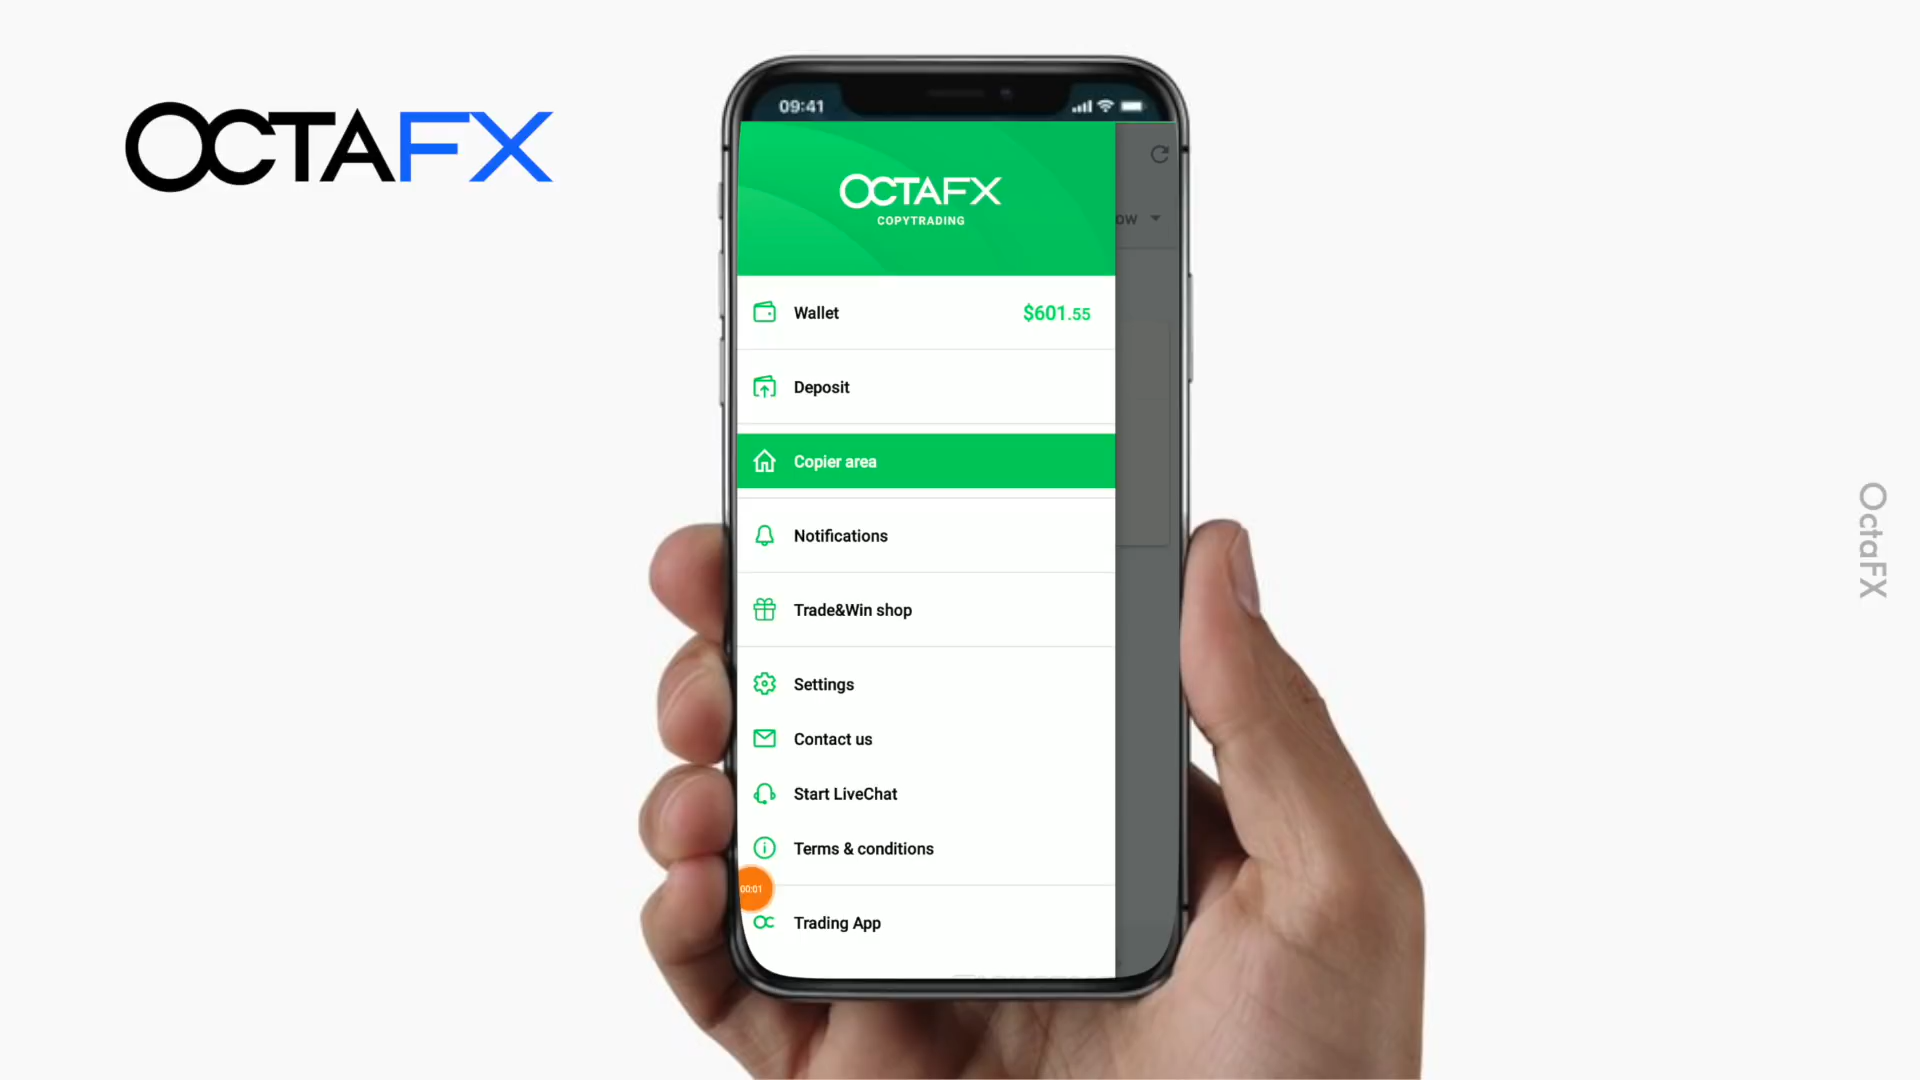 OCTAFX
09:41
OCTAFX
COPYTRADING
Wallet
$601.55
Deposit
Copier area
Notifications
Trade&Win shop
Settings
Contact us
Start LiveChat
Terms & conditions
00:01
Trading App
OctaFX